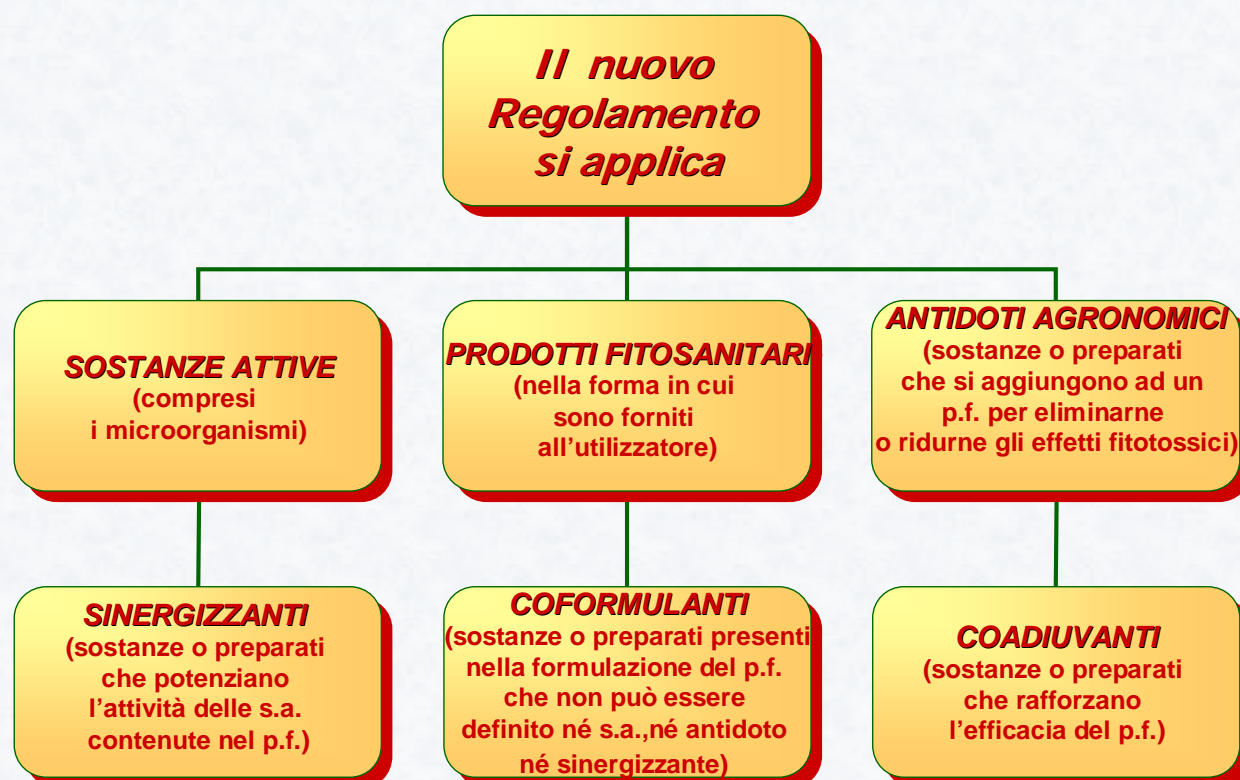 Il nuovo
Regolamento
si applica
SOSTANZE ATTIVE
(compresi
i microorganismi)
PRODOTTI FITOSANITARI
(nella forma in cui
sono forniti
all’utilizzatore)
ANTIDOTI AGRONOMICI
(sostanze o preparati
che si aggiungono ad un
p.f. per eliminarne
o ridurne gli effetti fitotossici)
SINERGIZZANTI
(sostanze o preparati
che potenziano
l’attività delle s.a.
contenute nel p.f.)
COFORMULANTI
(sostanze o preparati presenti
nella formulazione del p.f.
che non può essere
definito né s.a.,né antidoto
né sinergizzante)
COADIUVANTI
(sostanze o preparati
che rafforzano
l’efficacia del p.f.)